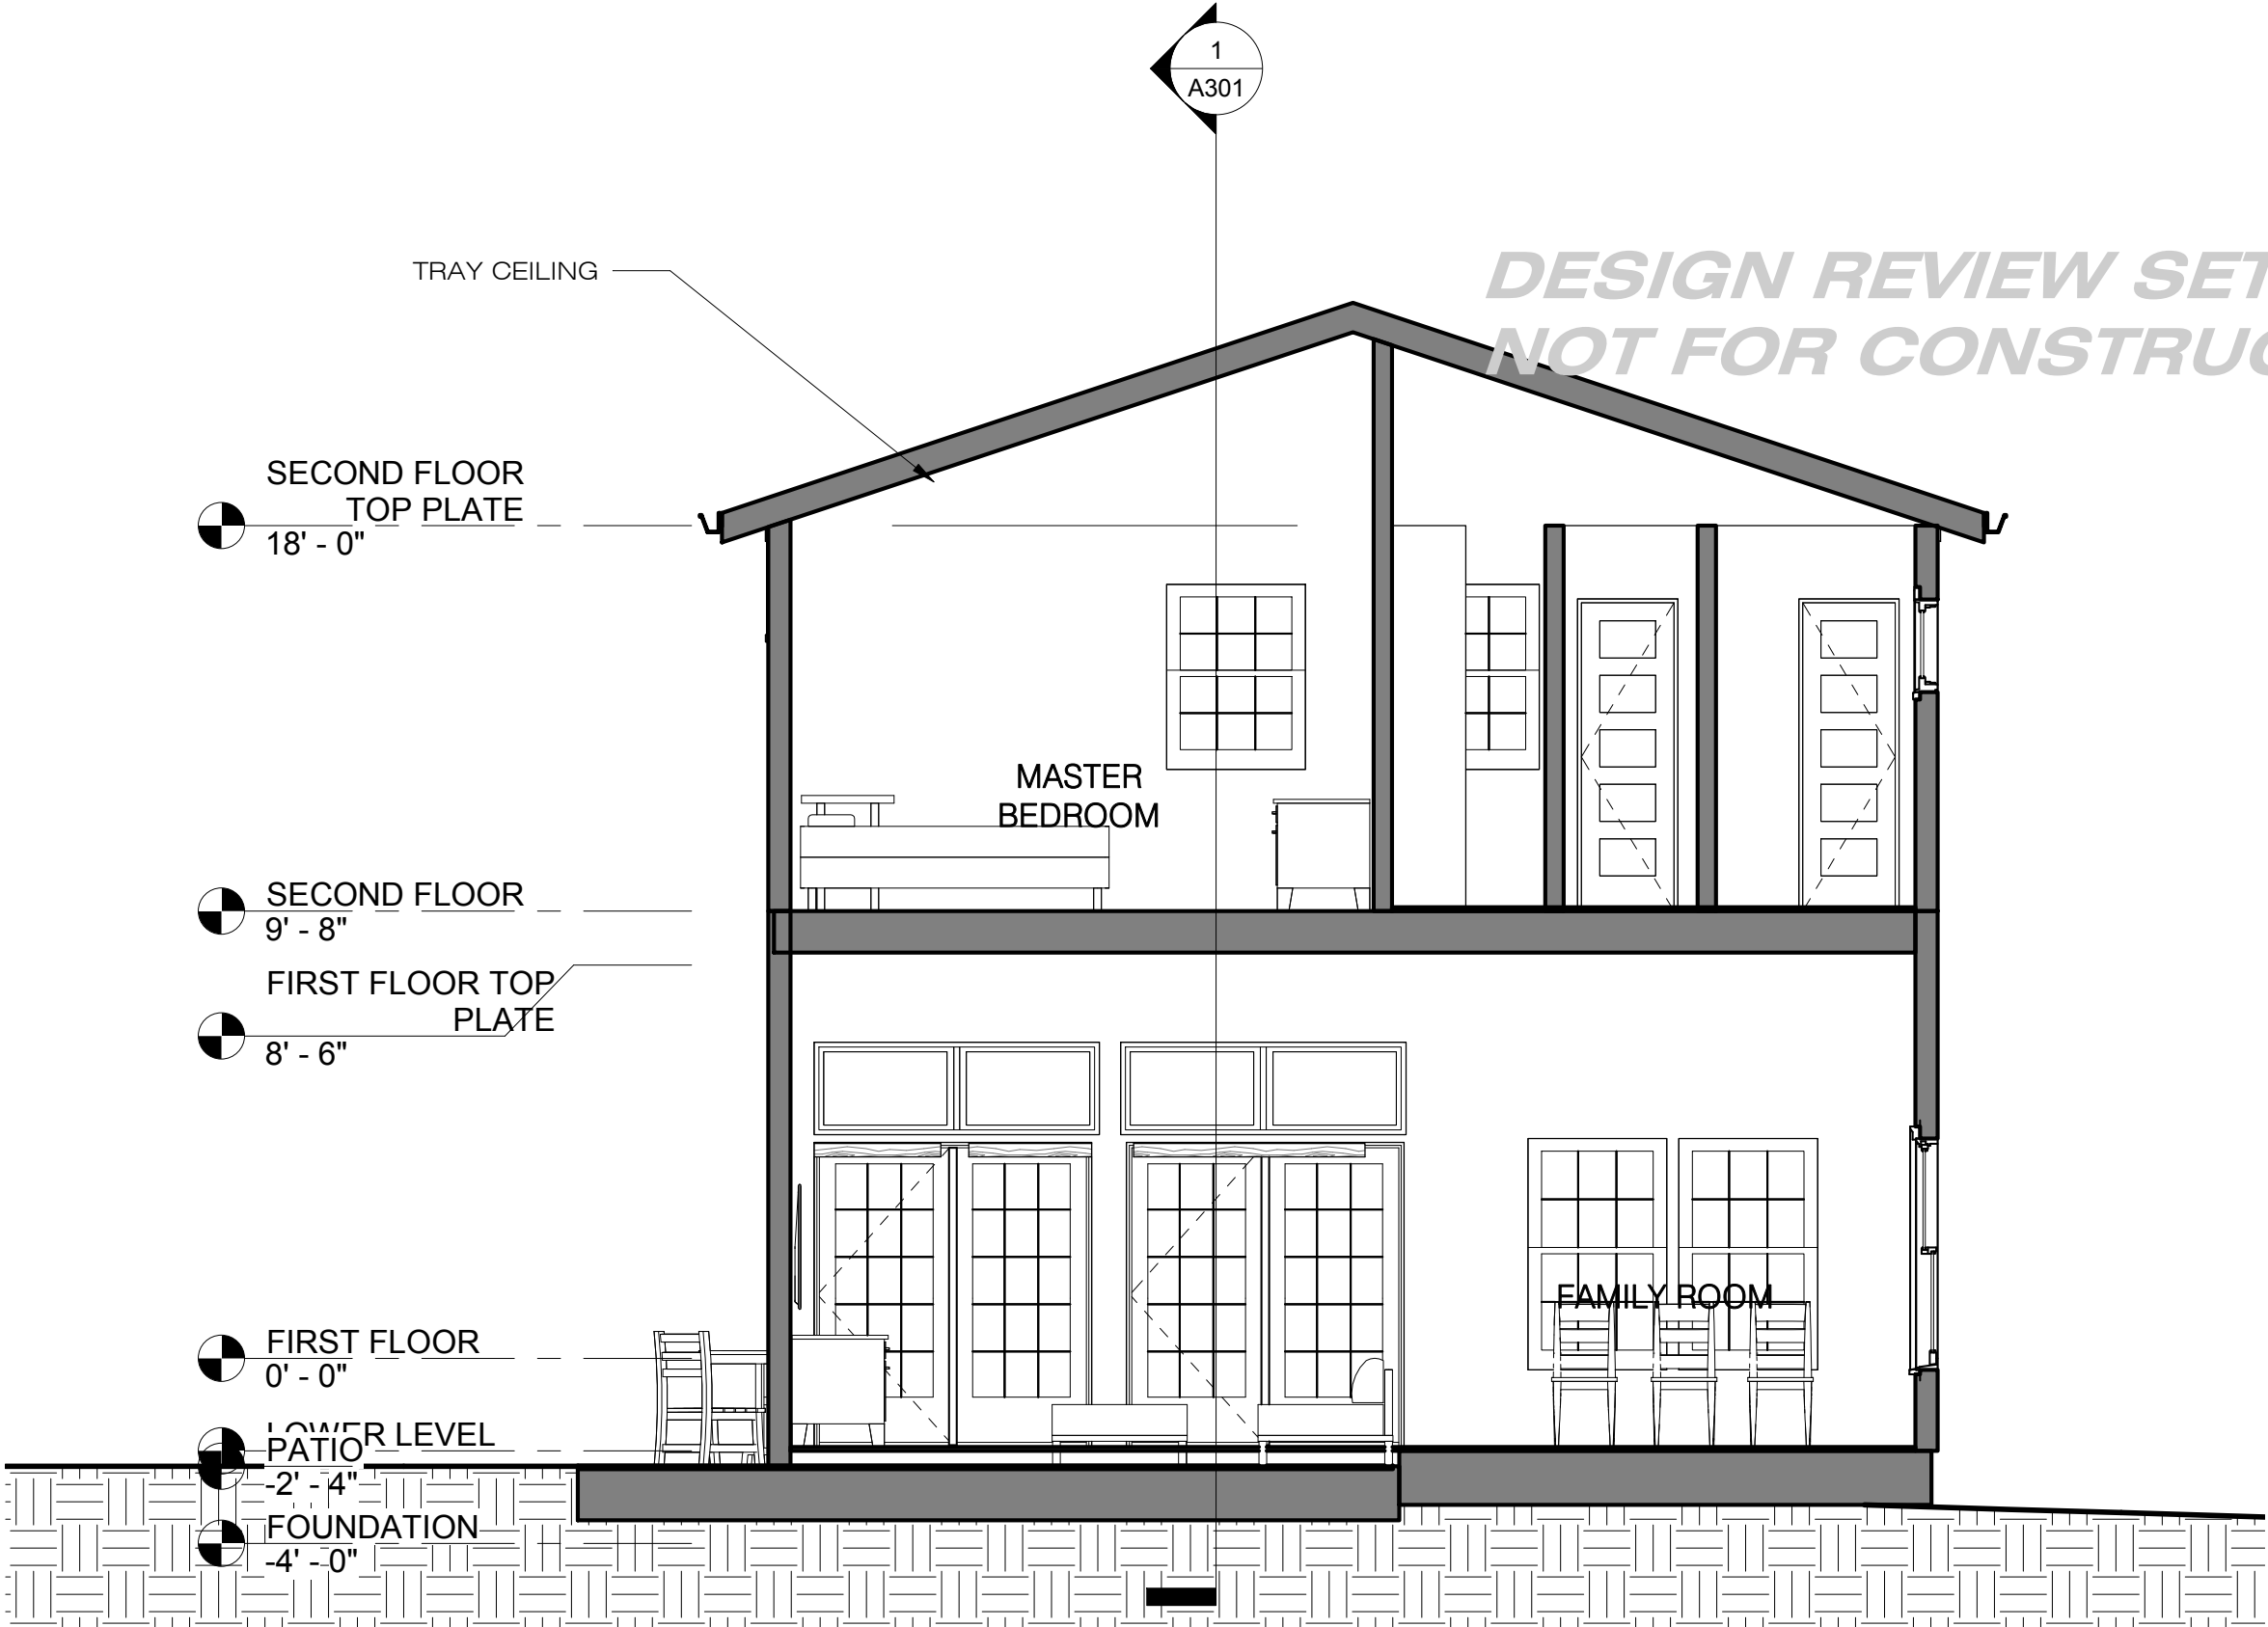 1
A301
TRAY CEILING
DESIGN REVIEW SET
NOT FOR
SECOND FLOOR
TOP PLATE
18' - 0"
MASTER
BEDROOM
SECOND FLOOR
9' - 8"
FIRST FLOOR TOP
PLATE
8' - 6"
FAMILY ROOM
FIRST FLOOR
0' - 0"
LOWER LEVEL
PATIO
-2' - 4"
FOUNDATION
-4' - 0"